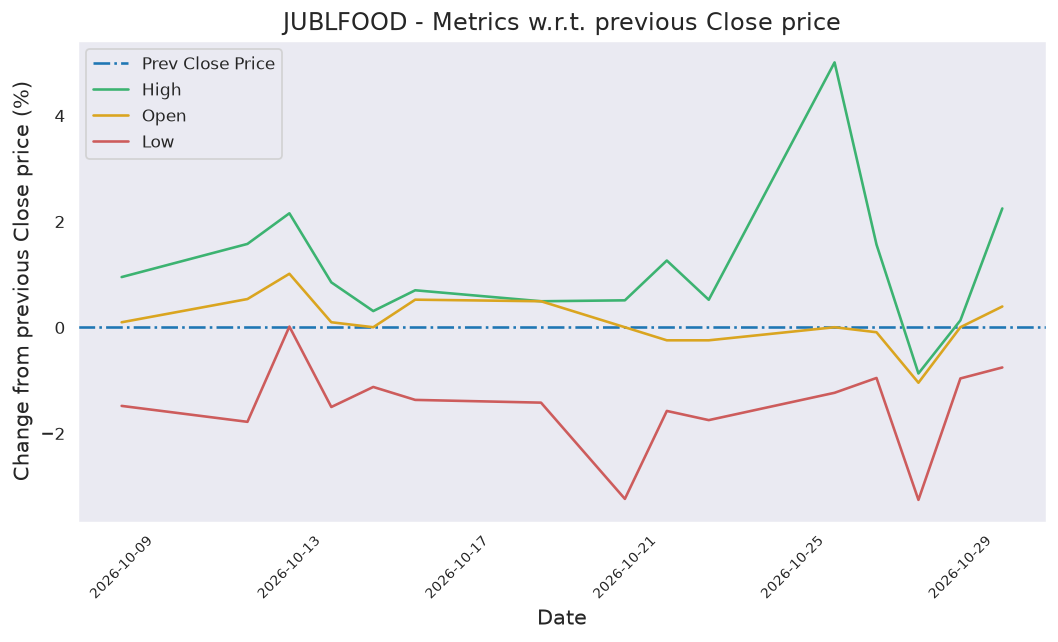 JUBLFOOD - Metrics w.r.t. previous Close price
Prev Close Price
High
Open
Low
Change from previous Close price (%)
4
2
0
−2
2026-10-09
2026-10-13
2026-10-17
2026-10-21
2026-10-25
2026-10-29
Date